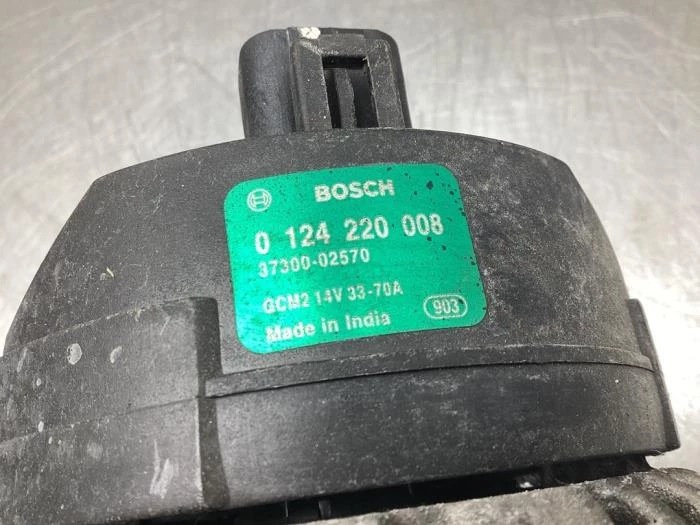 BOSCH
0 124 220 008
37300-02570
GCM2 14V 33-70A
Made in India
903